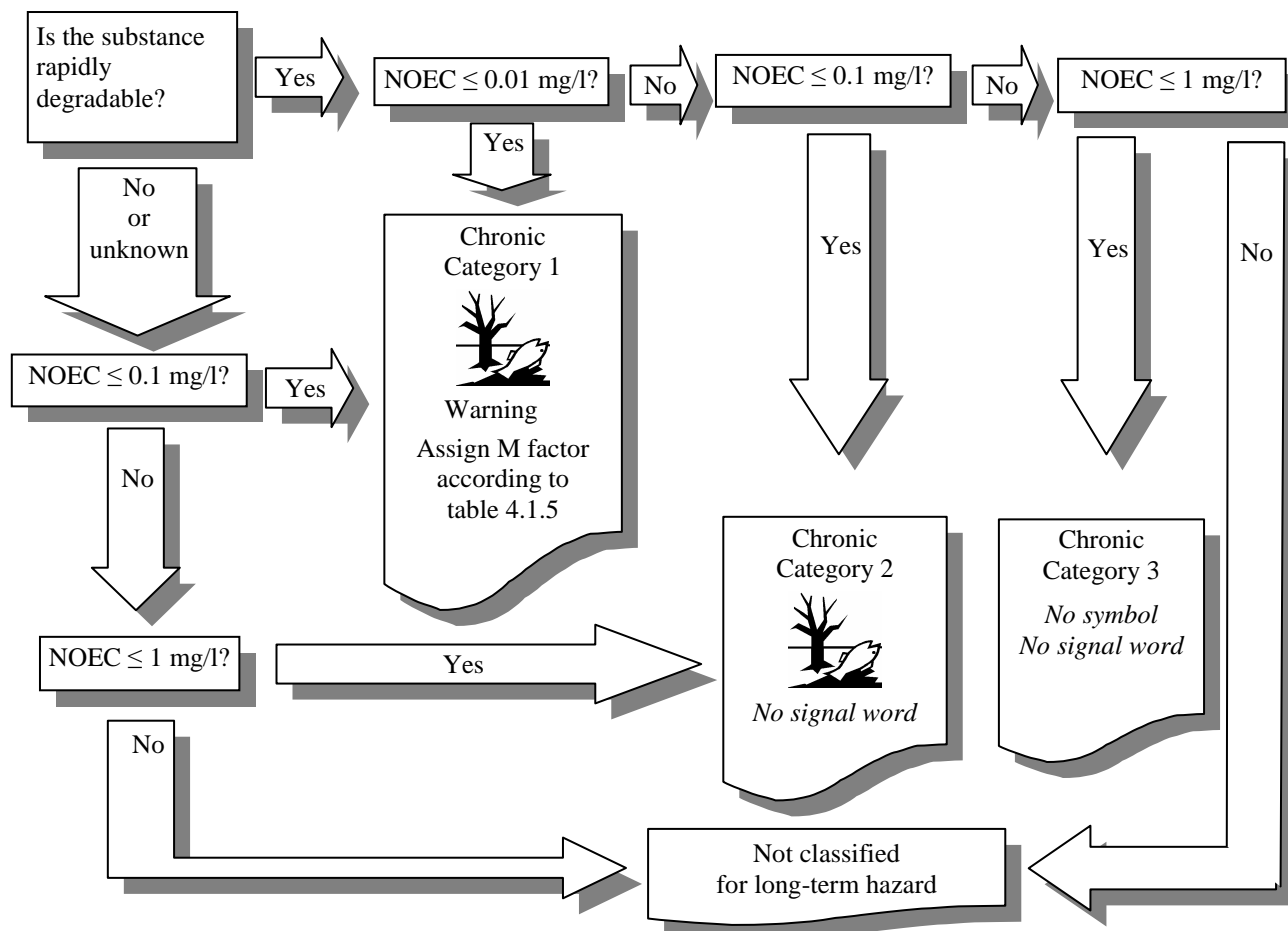 Is the substance
rapidly
degradable?
Yes
NOEC ≤ 0.01 mg/l?
No
NOEC ≤ 0.1 mg/l?
No
NOEC ≤ 1 mg/l?
No
or
unknown
Yes
Chronic
Category 1
Warning
Assign M factor
according to
table 4.1.5
Yes
Yes
No
NOEC ≤ 0.1 mg/l?
Yes
No
Chronic
Category 2
No signal word
Chronic
Category 3
No symbol
No signal word
NOEC ≤ 1 mg/l?
Yes
No
Not classified
for long-term hazard